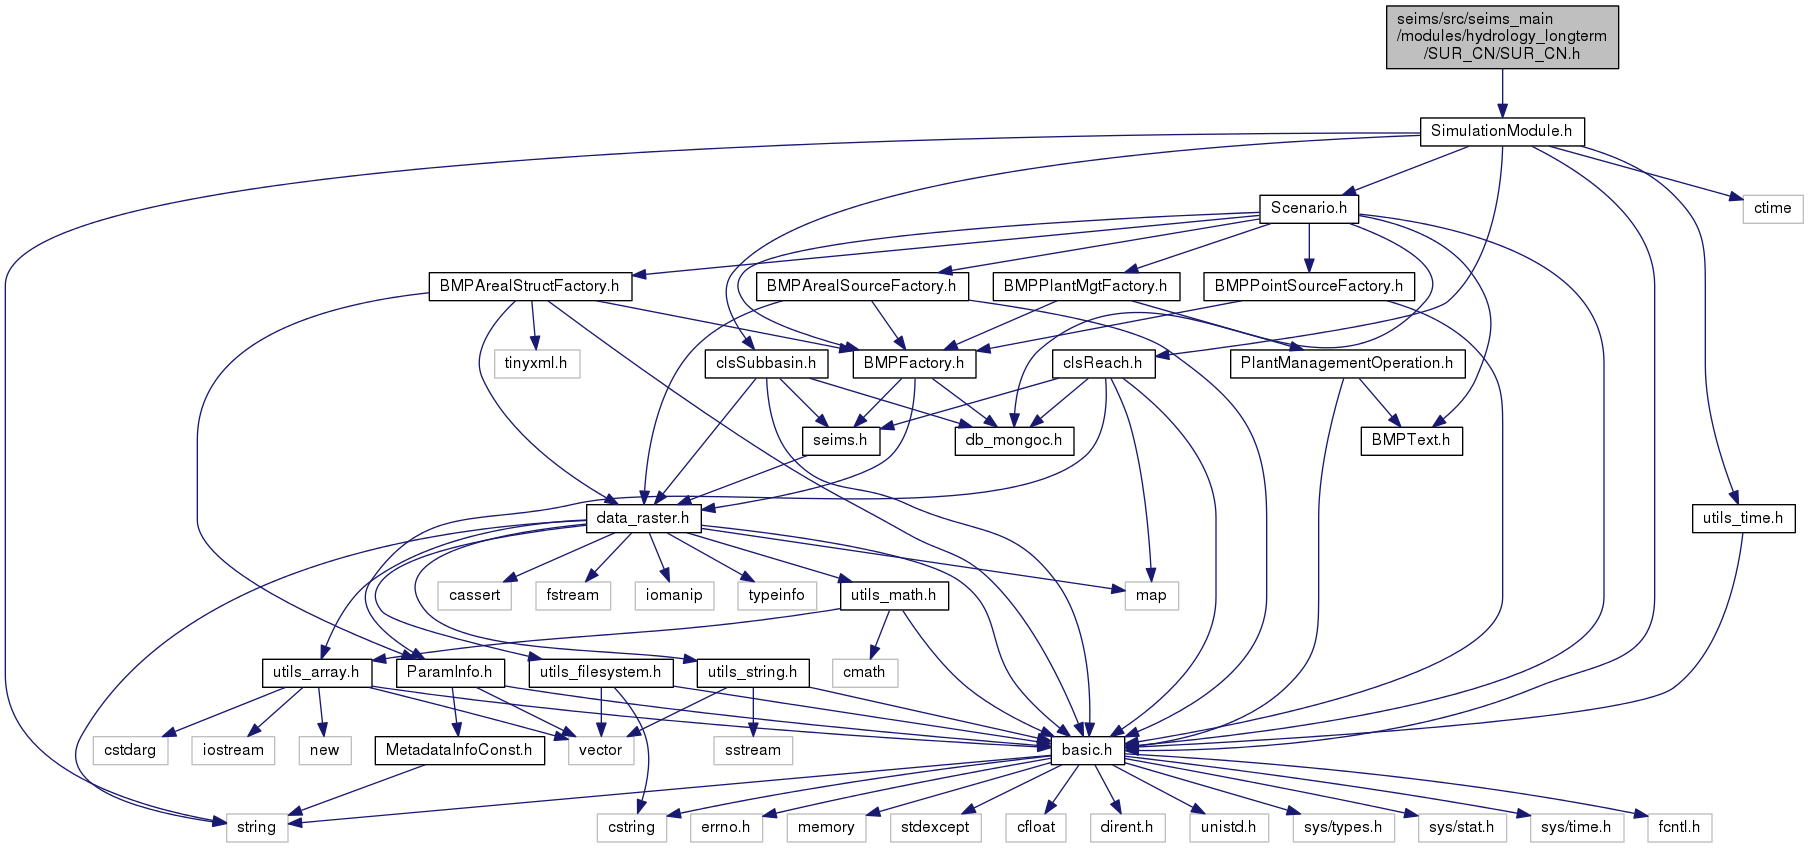 seims/src/seims_main
/modules/hydrology_longterm
/SUR_CN/SUR_CN.h
SimulationModule.h
Scenario.h
ctime
BMPArealStructFactory.h
BMPArealSourceFactory.h
BMPPlantMgtFactory.h
BMPPointSourceFactory.h
tinyxml.h
clsSubbasin.h
BMPFactory.h
clsReach.h
PlantManagementOperation.h
seims.h
db_mongoc.h
BMPText.h
data_raster.h
utils_time.h
cassert
fstream
iomanip
typeinfo
utils_math.h
map
utils_array.h
ParamInfo.h
utils_filesystem.h
utils_string.h
cmath
cstdarg
iostream
new
MetadataInfoConst.h
vector
sstream
basic.h
string
cstring
errno.h
memory
stdexcept
cfloat
dirent.h
unistd.h
sys/types.h
sys/stat.h
sys/time.h
fcntl.h